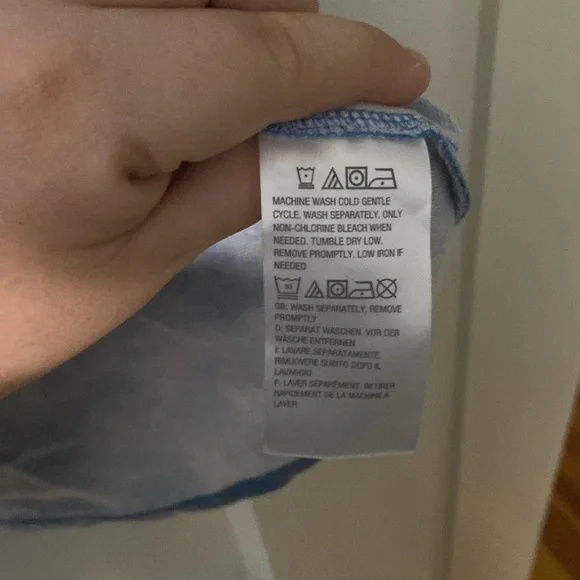 MACHINE WASH COLD GENTLE
CYCLE. WASH SEPARATELY. ONLY
NON-CHLORINE BLEACH WHEN
NEEDED. TUMBLE DRY LOW.
REMOVE PROMPTLY. LOW IRON IF
NEEDED
30
GB: WASH SEPARATELY, REMOVE
PROMPTLY
D: SEPARAT WASCHEN. VOR DER
WÄSCHE ENTFERNEN
I: LAVARE SEPARATAMENTE.
RIMUOVERE SUBITO DOPO IL
LAVAGGIO
F: LAVER SÉPARÉMENT. RETIRER
RAPIDEMENT DE LA MACHINE À
LAVER